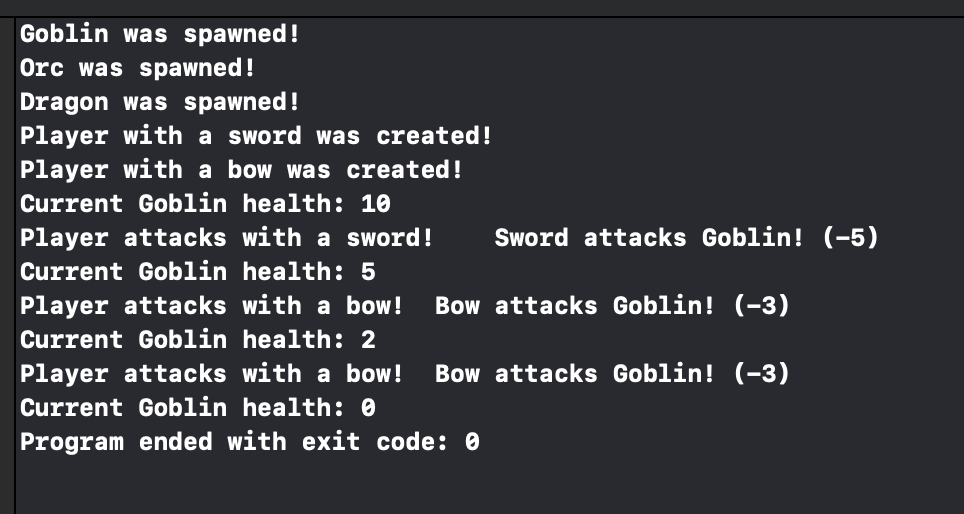 Goblin was spawned!
Orc was spawned!
Dragon was spawned!
Player with a sword was created!
Player with a bow was created!
Current Goblin health: 10
Player attacks with a sword!    Sword attacks Goblin! (-5)
Current Goblin health: 5
Player attacks with a bow!  Bow attacks Goblin! (-3)
Current Goblin health: 2
Player attacks with a bow!  Bow attacks Goblin! (-3)
Current Goblin health: 0
Program ended with exit code: 0